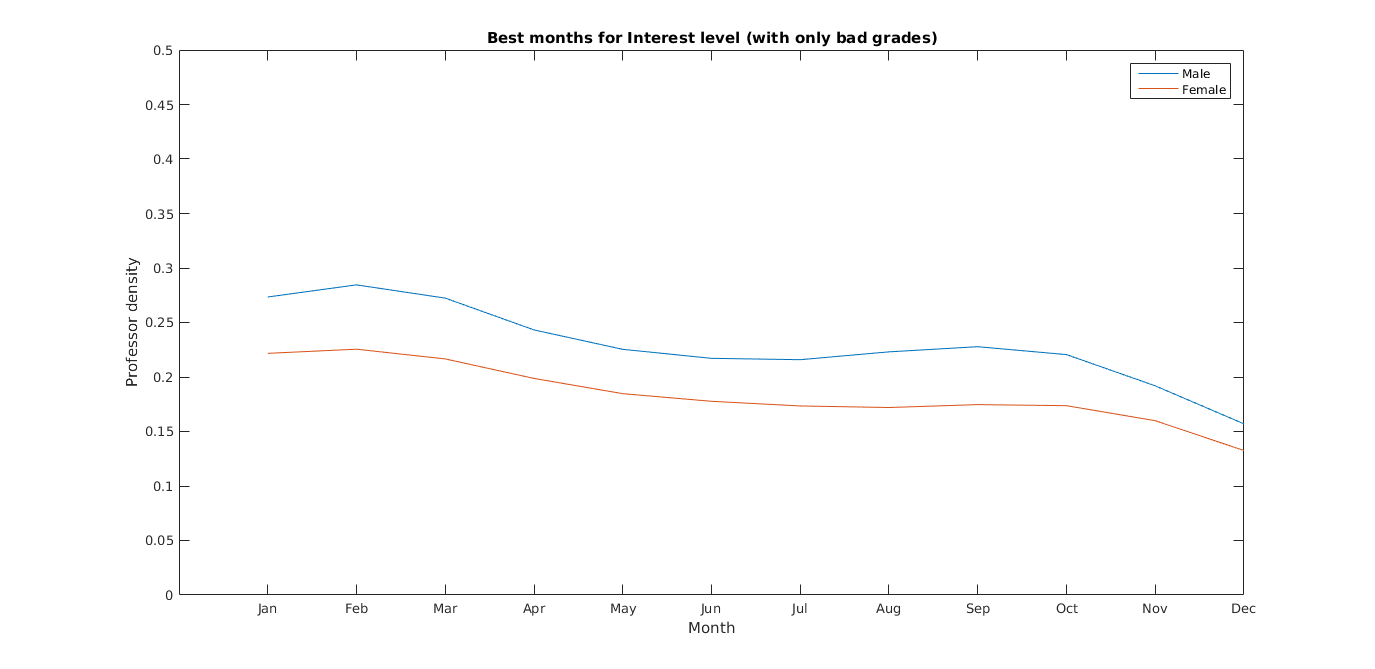 Best months for Interest level (with only bad grades)
Male
Female
0.5
0.45
0.4
0.35
0.3
0.25
0.2
0.15
0.1
0.05
0
Professor density
Jan Feb Mar Apr May Jun Jul Aug Sep Oct Nov Dec
Month